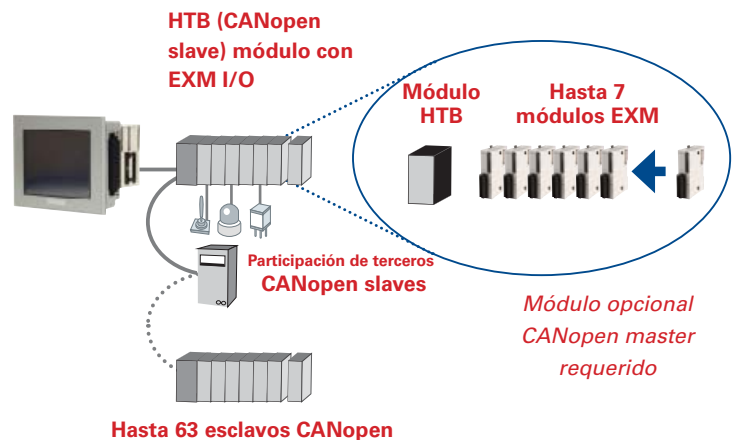 HTB (CANopen
slave) módulo con
EXM I/O
Módulo
HTB
Hasta 7
módulos EXM
Participación de terceros
CANopen slaves
Módulo opcional
CANopen master
requerido
Hasta 63 esclavos CANopen